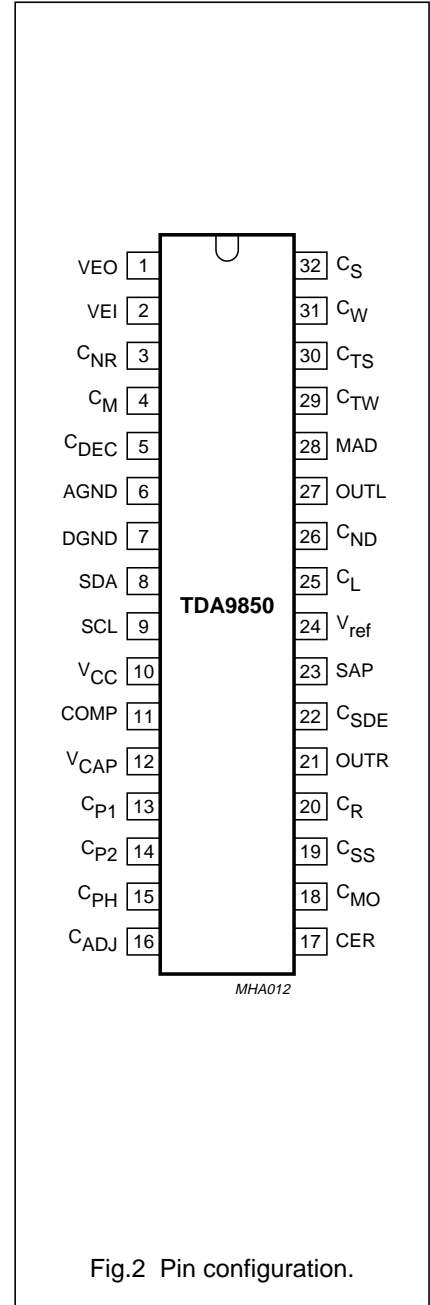 VEO 1 32 CS
VEI 2 31 CW
CNR 3 30 CTS
CM 4 29 CTW
CDEC 5 28 MAD
AGND 6 27 OUTL
DGND 7 26 CND
SDA 8 25 CL
TDA9850
SCL 9 24 Vref
VCC 10 23 SAP
COMP 11 22 CSDE
VCAP 12 21 OUTR
CP1 13 20 CR
CP2 14 19 CSS
CPH 15 18 CMO
CADJ 16 17 CER
MHA012
Fig.2 Pin configuration.